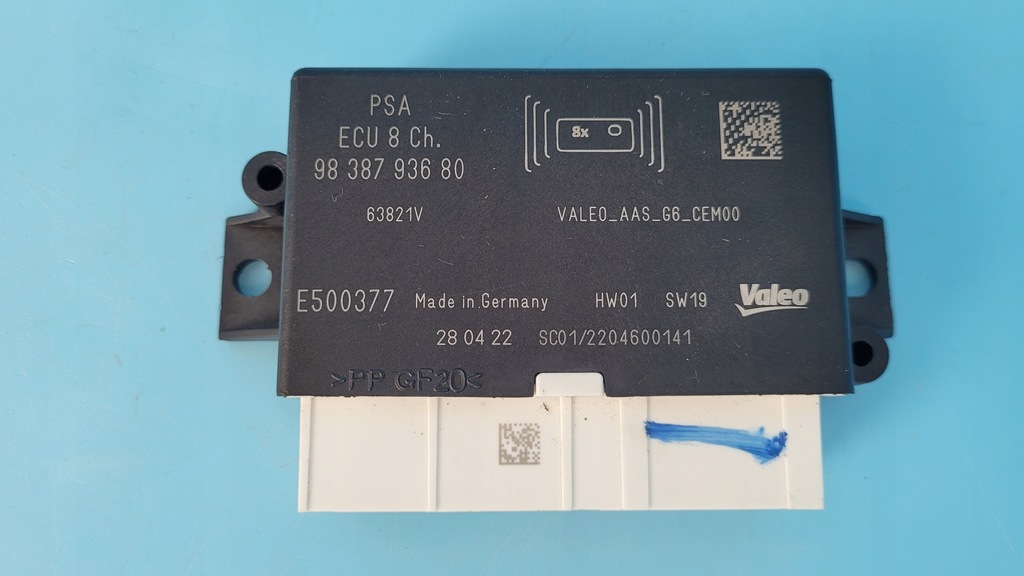 PSA
ECU 8 Ch.
98 387 936 80
8x
63821V
VALEO_AAS_G6_CEM00
E500377
Made in Germany
HW01
SW19
Valeo
28 04 22
SC01/2204600141
>PP GF20<